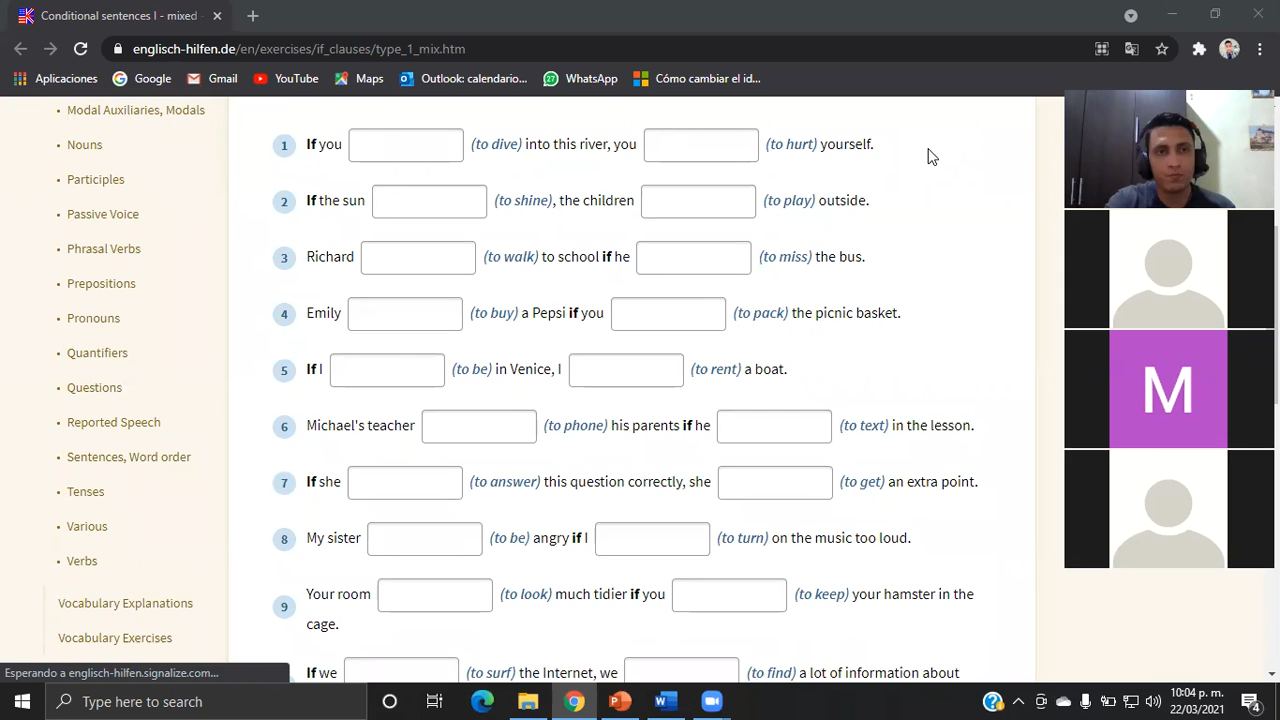 Conditional sentences I - mixed
englisch-hilfen.de/en/exercises/if_clauses/type_1_mix.htm
Aplicaciones Google Gmail YouTube Maps Outlook: calendario... 27 WhatsApp Cómo cambiar el id...
Modal Auxiliaries, Modals
Nouns
Participles
Passive Voice
Phrasal Verbs
Prepositions
Pronouns
Quantifiers
Questions
Reported Speech
Sentences, Word order
Tenses
Various
Verbs
Vocabulary Explanations
Vocabulary Exercises
1 If you (to dive) into this river, you (to hurt) yourself.
2 If the sun (to shine), the children (to play) outside.
3 Richard (to walk) to school if he (to miss) the bus.
4 Emily (to buy) a Pepsi if you (to pack) the picnic basket.
5 If I (to be) in Venice, I (to rent) a boat.
6 Michael's teacher (to phone) his parents if he (to text) in the lesson.
7 If she (to answer) this question correctly, she (to get) an extra point.
8 My sister (to be) angry if I (to turn) on the music too loud.
9 Your room (to look) much tidier if you (to keep) your hamster in the
cage.
If we (to surf) the Internet, we (to find) a lot of information about
M
Esperando a englisch-hilfen.signalize.com...
Type here to search
10:04 p. m.
22/03/2021
4